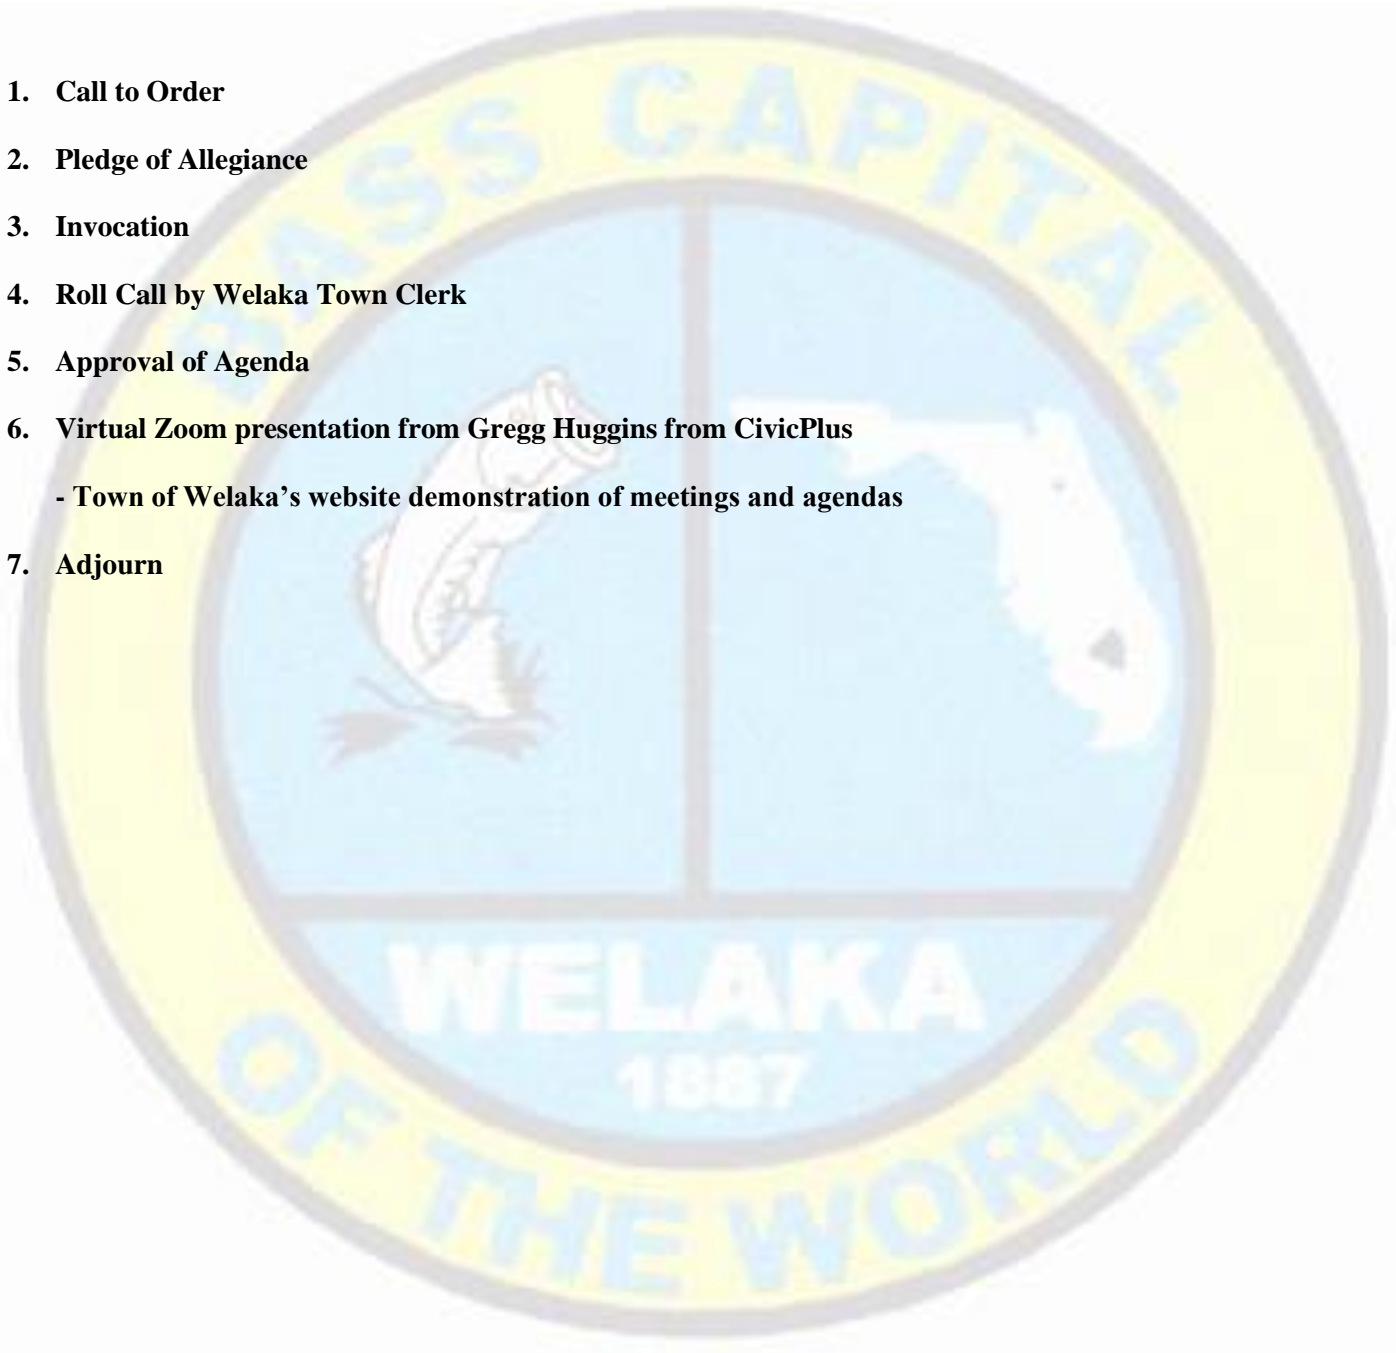 1. Call to Order
2. Pledge of Allegiance
3. Invocation
4. Roll Call by Welaka Town Clerk
5. Approval of Agenda
6. Virtual Zoom presentation from Gregg Huggins from CivicPlus
- Town of Welaka’s website demonstration of meetings and agendas
7. Adjourn
BASS CAPITAL
WELAKA
1887
OF THE WORLD